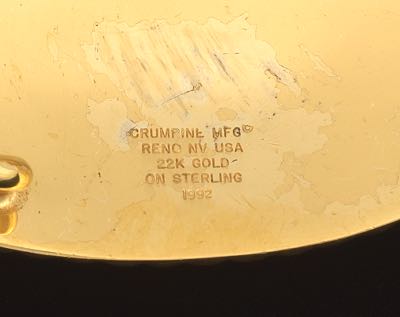 CRUMRINE MFG©
RENO NV USA
22K GOLD
ON STERLING
1992